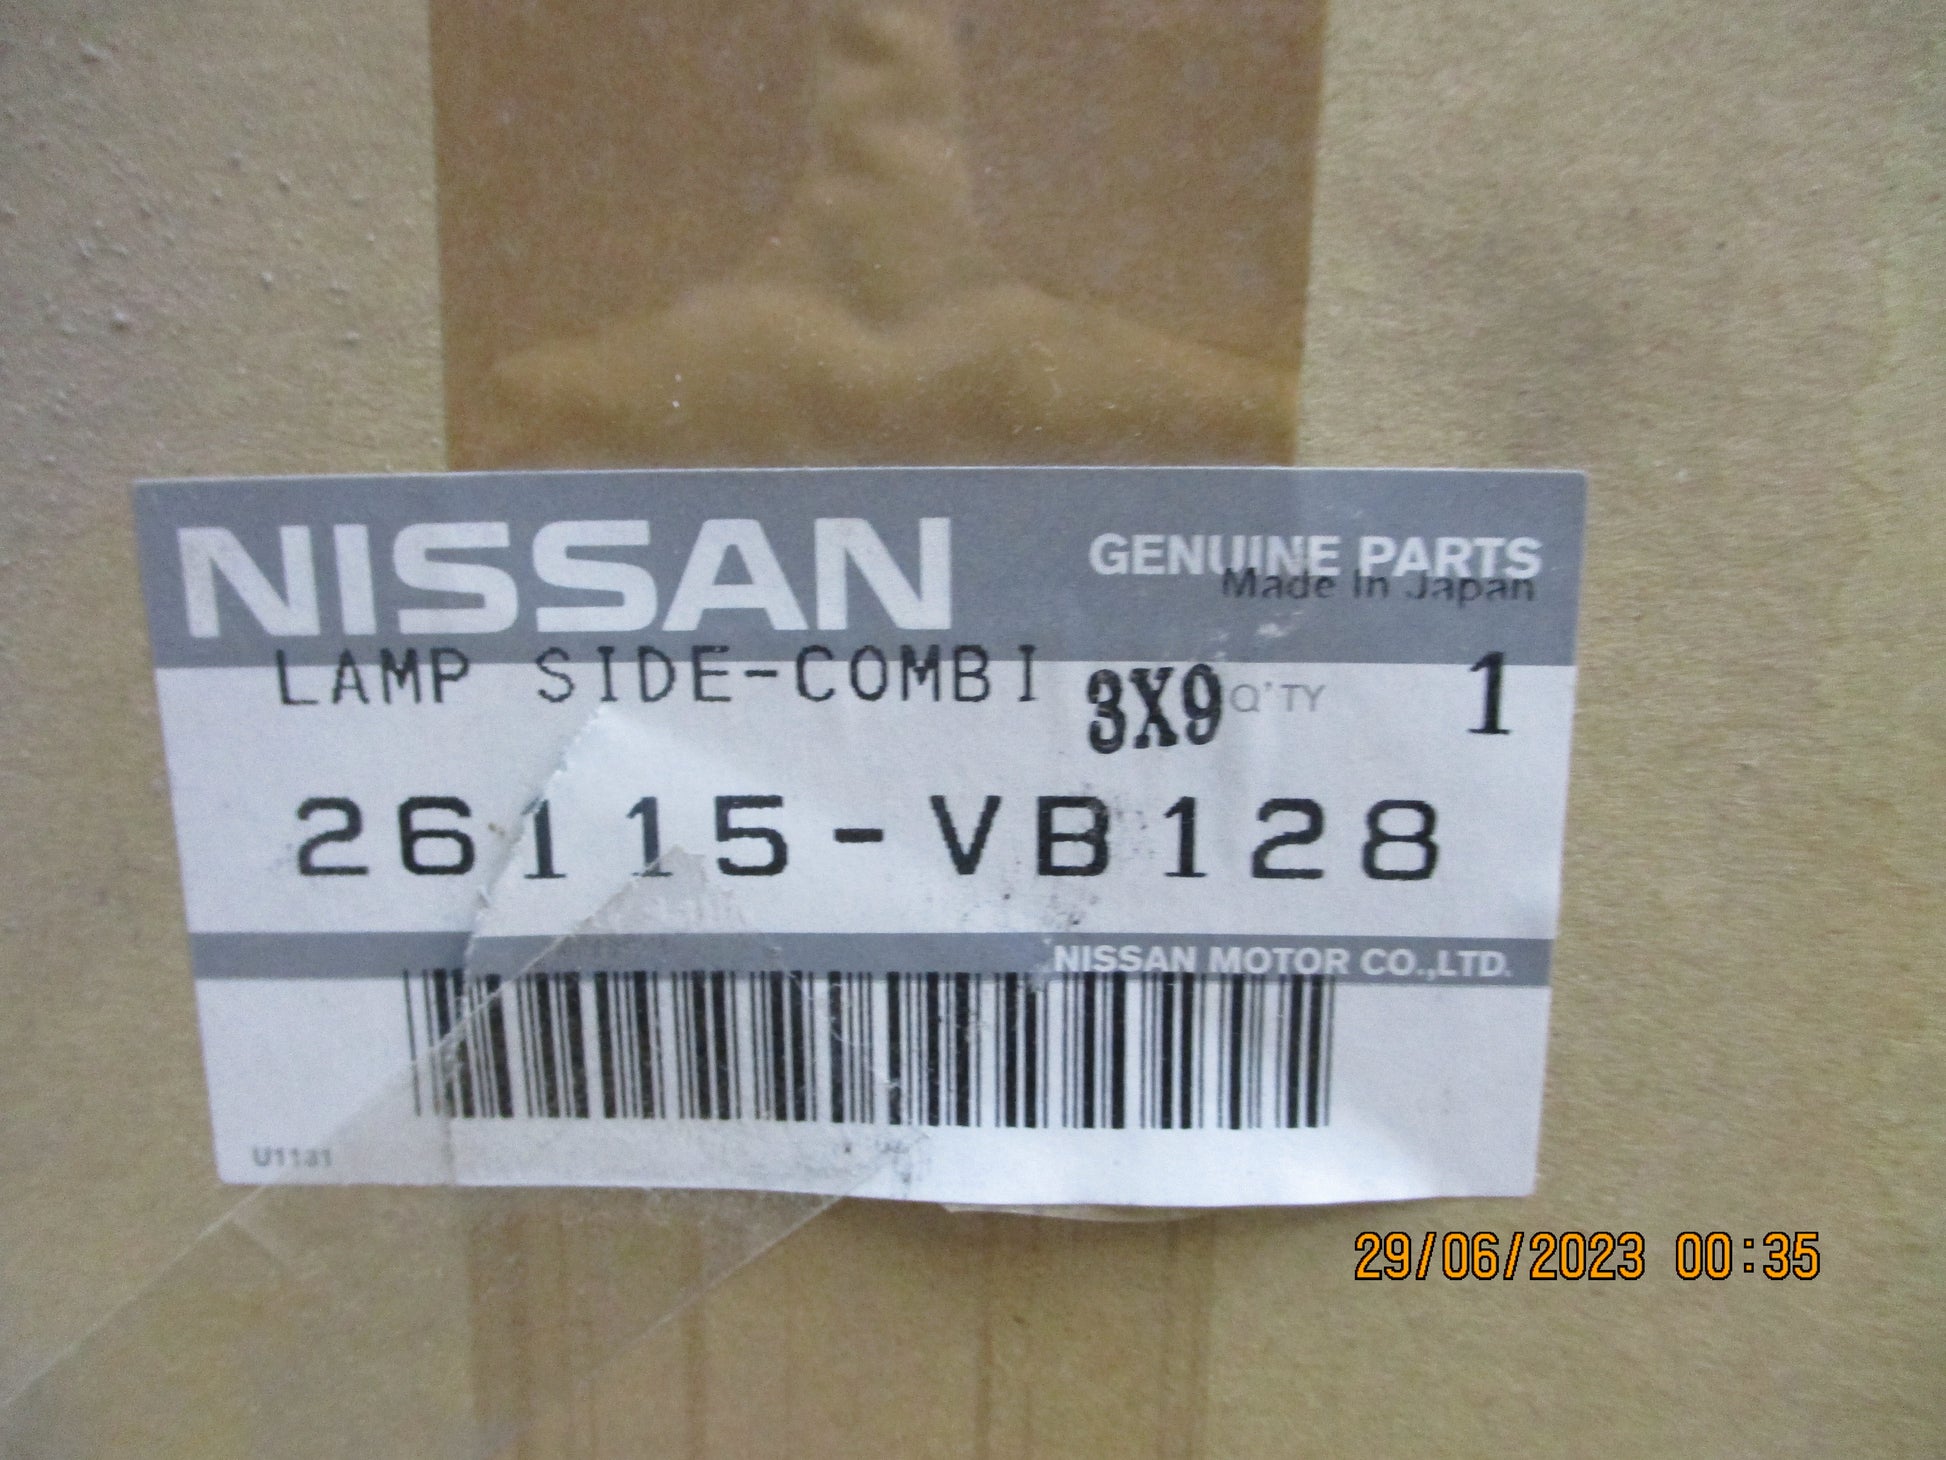 NISSAN GENUINE PARTS
Made In Japan
LAMP SIDE-COMBI 3X9 Q'TY 1
26115-VB128
NISSAN MOTOR CO.,LTD.
29/06/2023 00:35